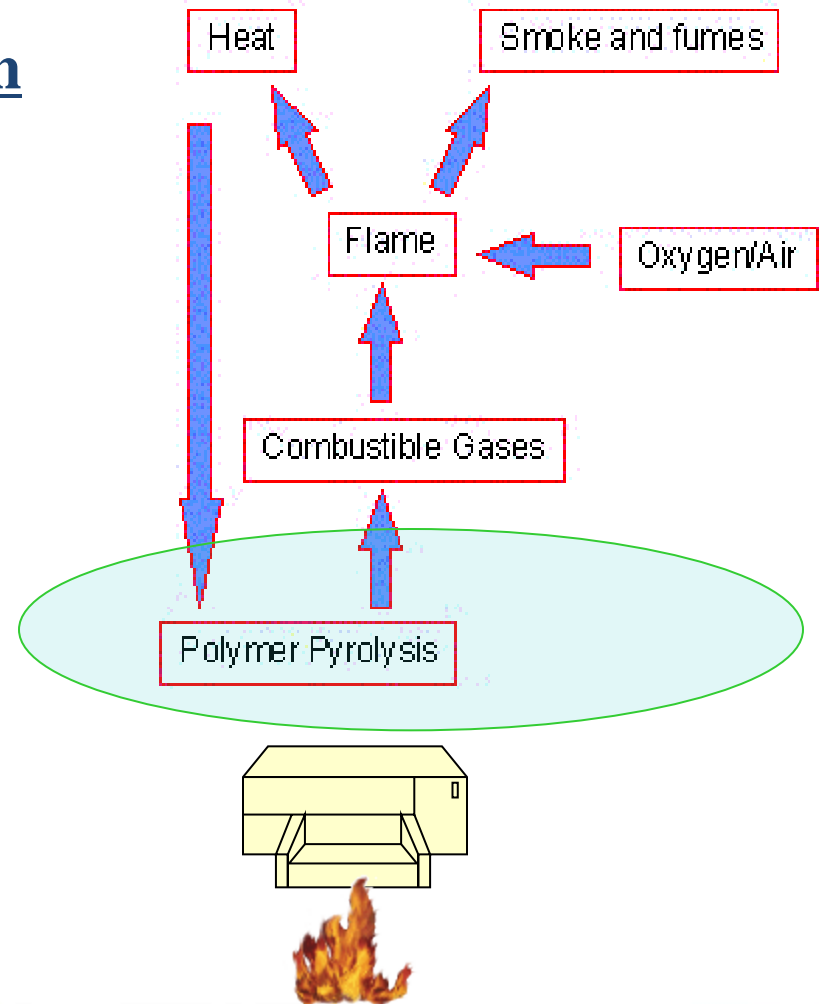 Heat
Smoke and fumes
n
Flame
Oxygen/Air
Combustible Gases
Polymer Pyrolysis